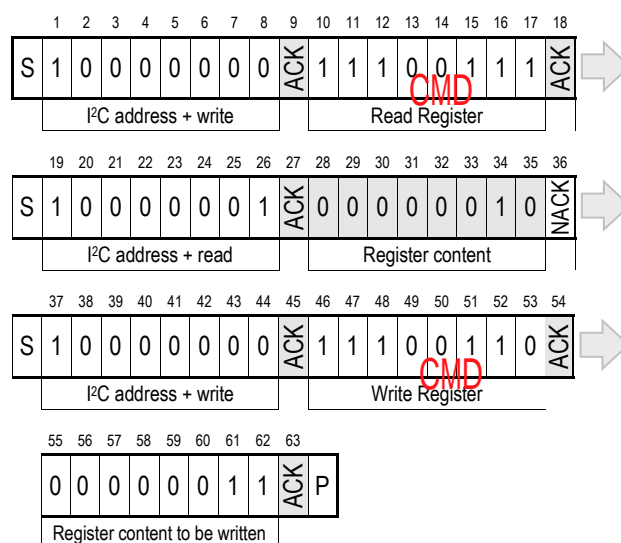 1 2 3 4 5 6 7 8 9 10 11 12 13 14 15 16 17 18
S 1 0 0 0 0 0 0 0 ACK 1 1 1 0 0 1 1 1 ACK
CMD
I²C address + write Read Register
19 20 21 22 23 24 25 26 27 28 29 30 31 32 33 34 35 36
S 1 0 0 0 0 0 0 1 ACK 0 0 0 0 0 0 1 0 NACK
I²C address + read Register content
37 38 39 40 41 42 43 44 45 46 47 48 49 50 51 52 53 54
S 1 0 0 0 0 0 0 0 ACK 1 1 1 0 0 1 1 0 ACK
CMD
I²C address + write Write Register
55 56 57 58 59 60 61 62 63
0 0 0 0 0 0 1 1 ACK P
Register content to be written